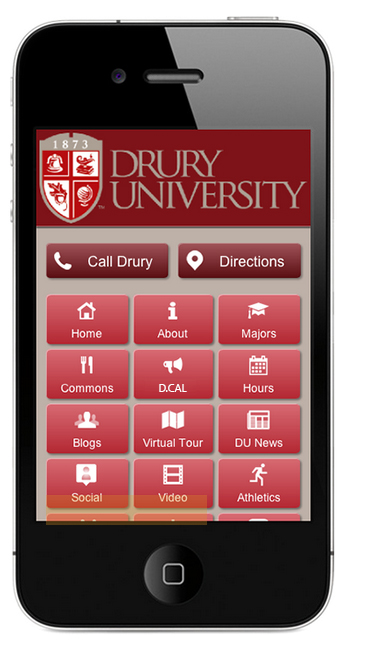 1873
DRURY
UNIVERSITY
Call Drury
Directions
Home
About
Majors
Commons
D.CAL
Hours
Blogs
Virtual Tour
DU News
Social
Video
Athletics